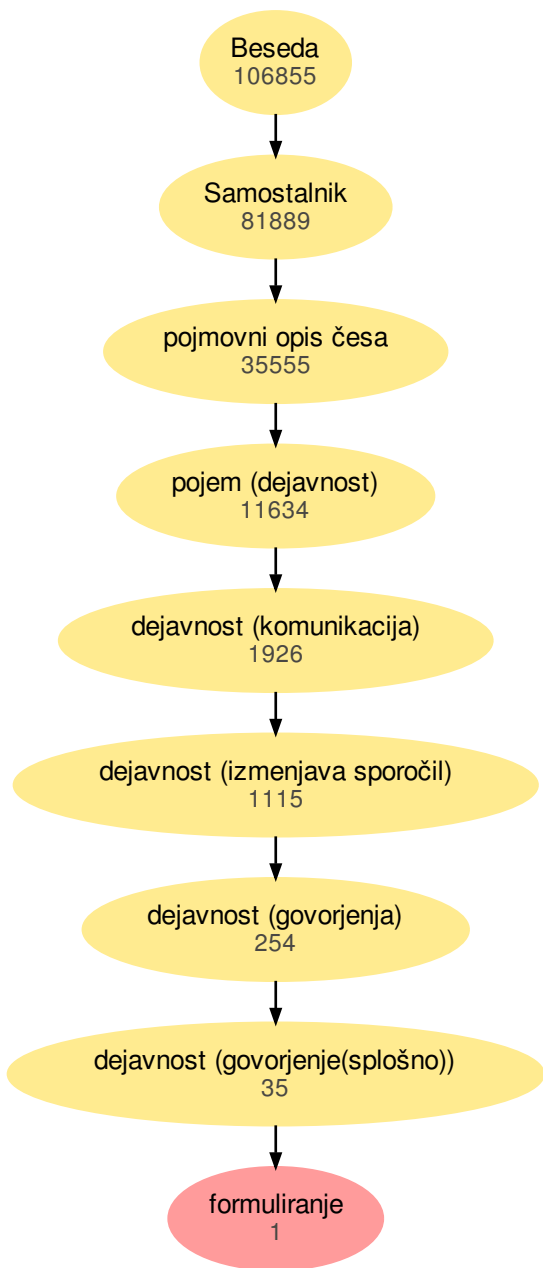 Beseda
106855
Samostalnik
81889
pojmovni opis česa
35555
pojem (dejavnost)
11634
dejavnost (komunikacija)
1926
dejavnost (izmenjava sporočil)
1115
dejavnost (govorjenja)
254
dejavnost (govorjenje(splošno))
35
formuliranje
1